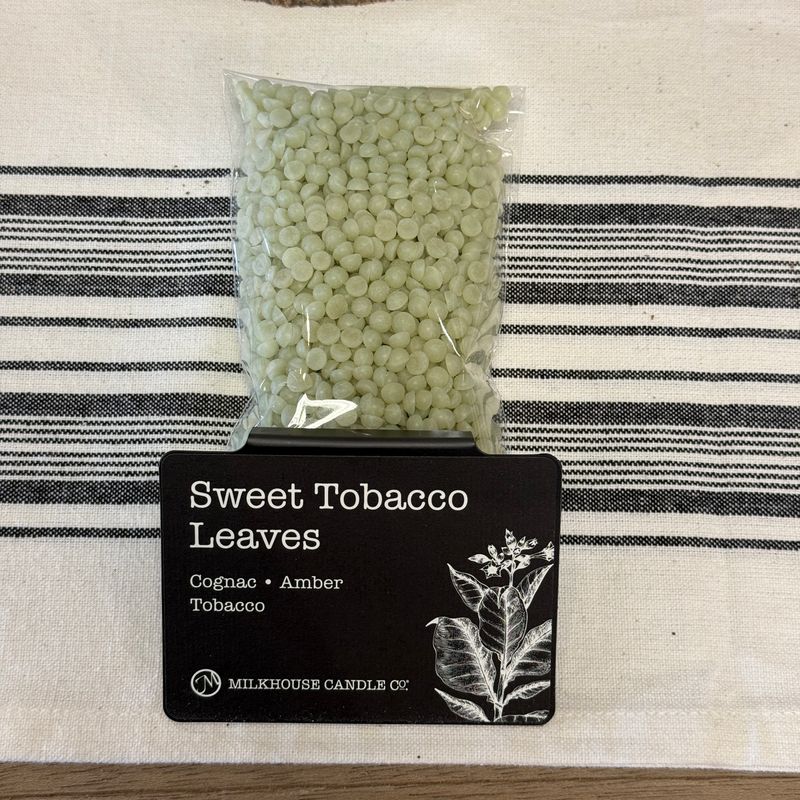 Sweet Tobacco
Leaves
Cognac • Amber
Tobacco
MILKHOUSE CANDLE CO.